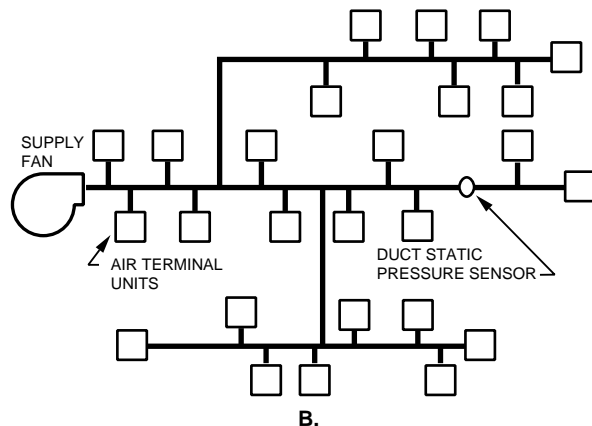 SUPPLY
FAN
AIR TERMINAL
UNITS
DUCT STATIC
PRESSURE SENSOR
B.